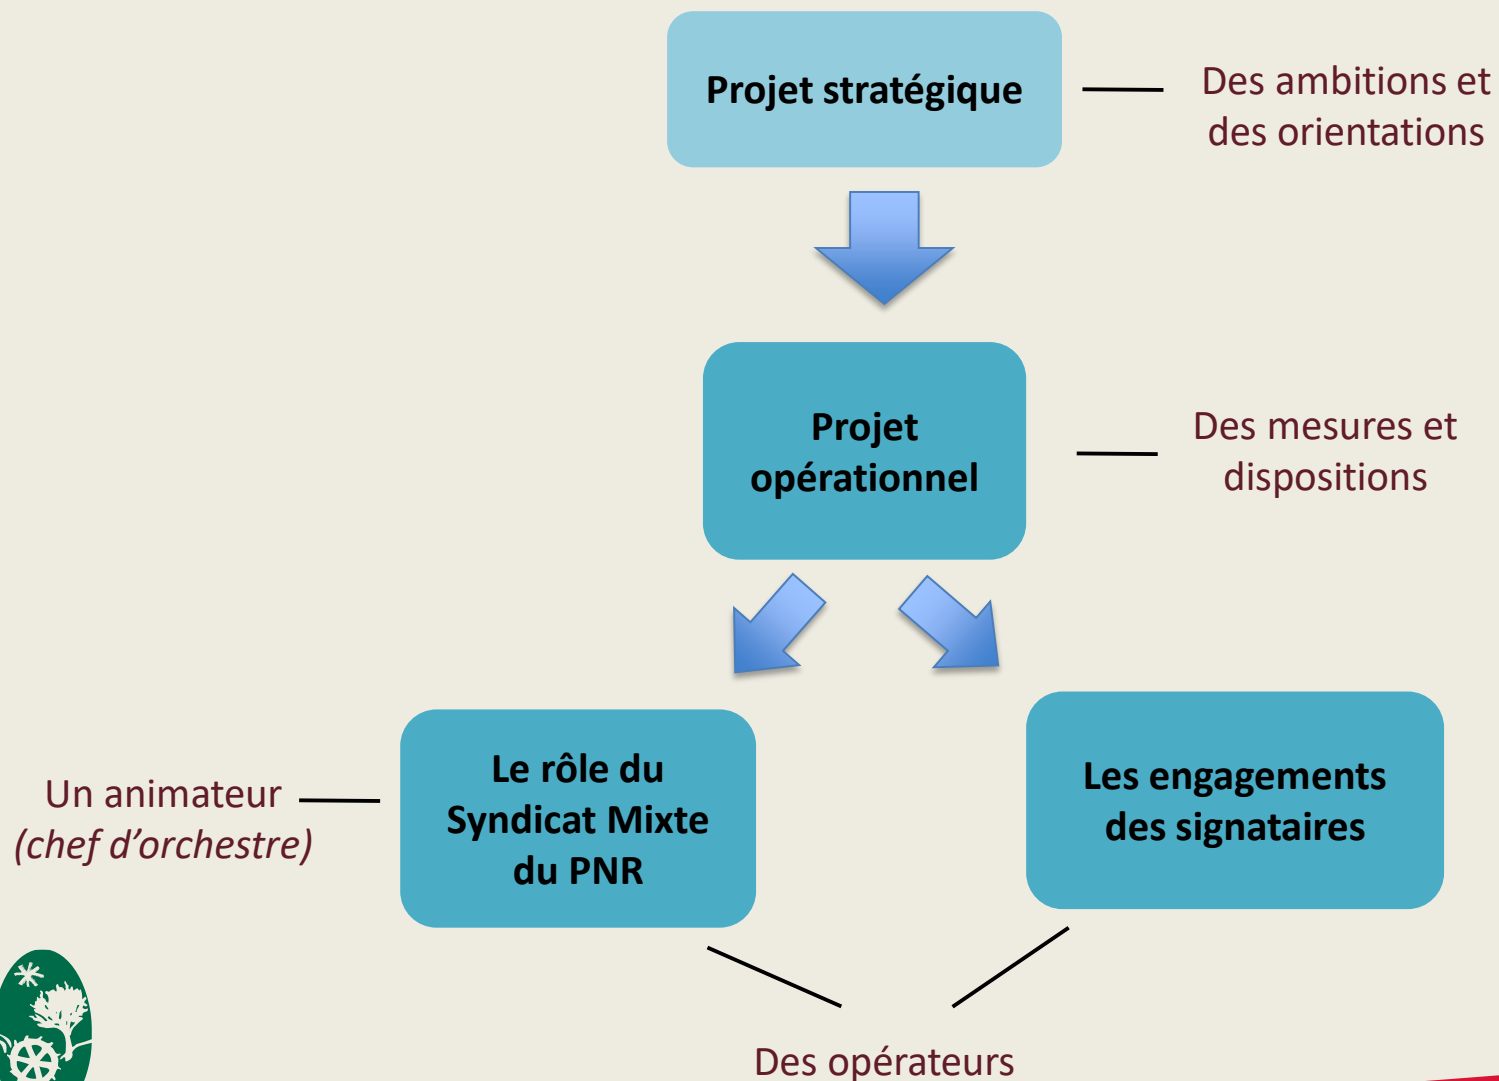 Projet stratégique
Des ambitions et
des orientations
Projet
opérationnel
Des mesures et
dispositions
Un animateur
(chef d’orchestre)
Le rôle du
Syndicat Mixte
du PNR
Les engagements
des signataires
Des opérateurs